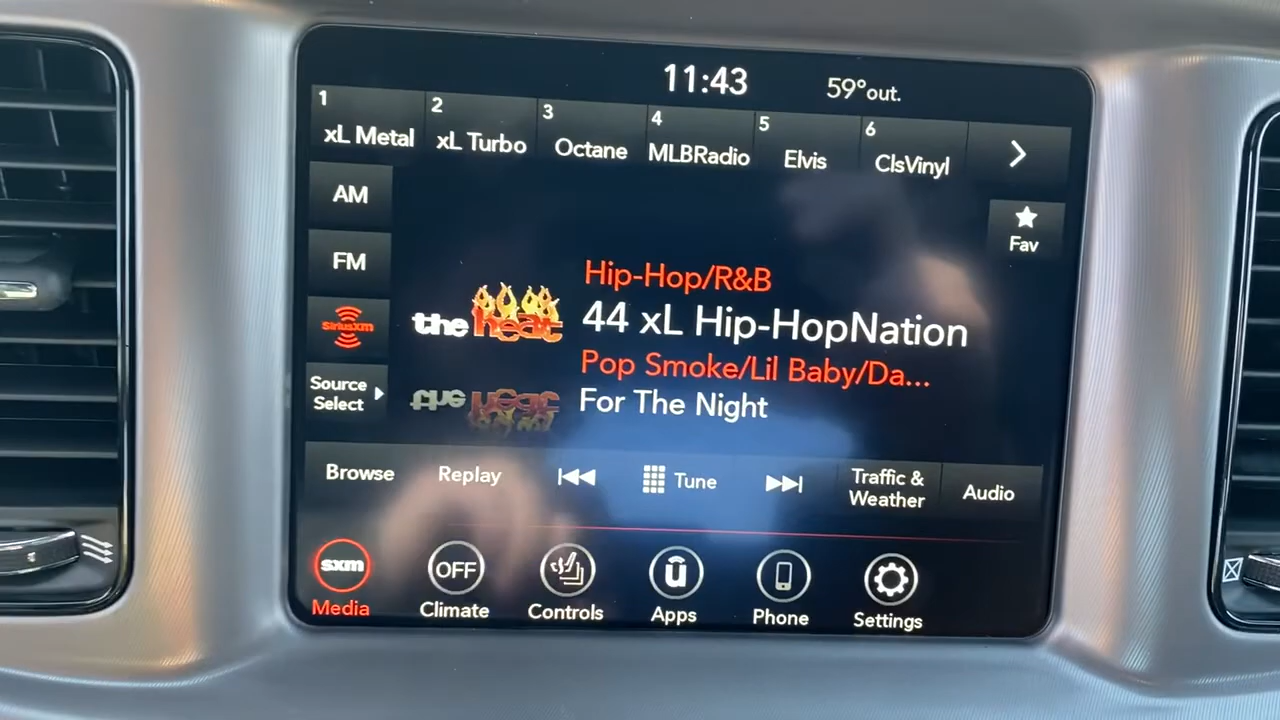 11:43
59°out.
1 xL Metal
2 xL Turbo
3 Octane
4 MLBRadio
5 Elvis
6 ClsVinyl
AM
FM
SiriusXM
Source
Select
Fav
the heat
Hip-Hop/R&B
44 xL Hip-HopNation
Pop Smoke/Lil Baby/Da...
For The Night
Browse
Replay
Tune
Traffic &
Weather
Audio
sxm
Media
OFF
Climate
Controls
û
Apps
Phone
Settings